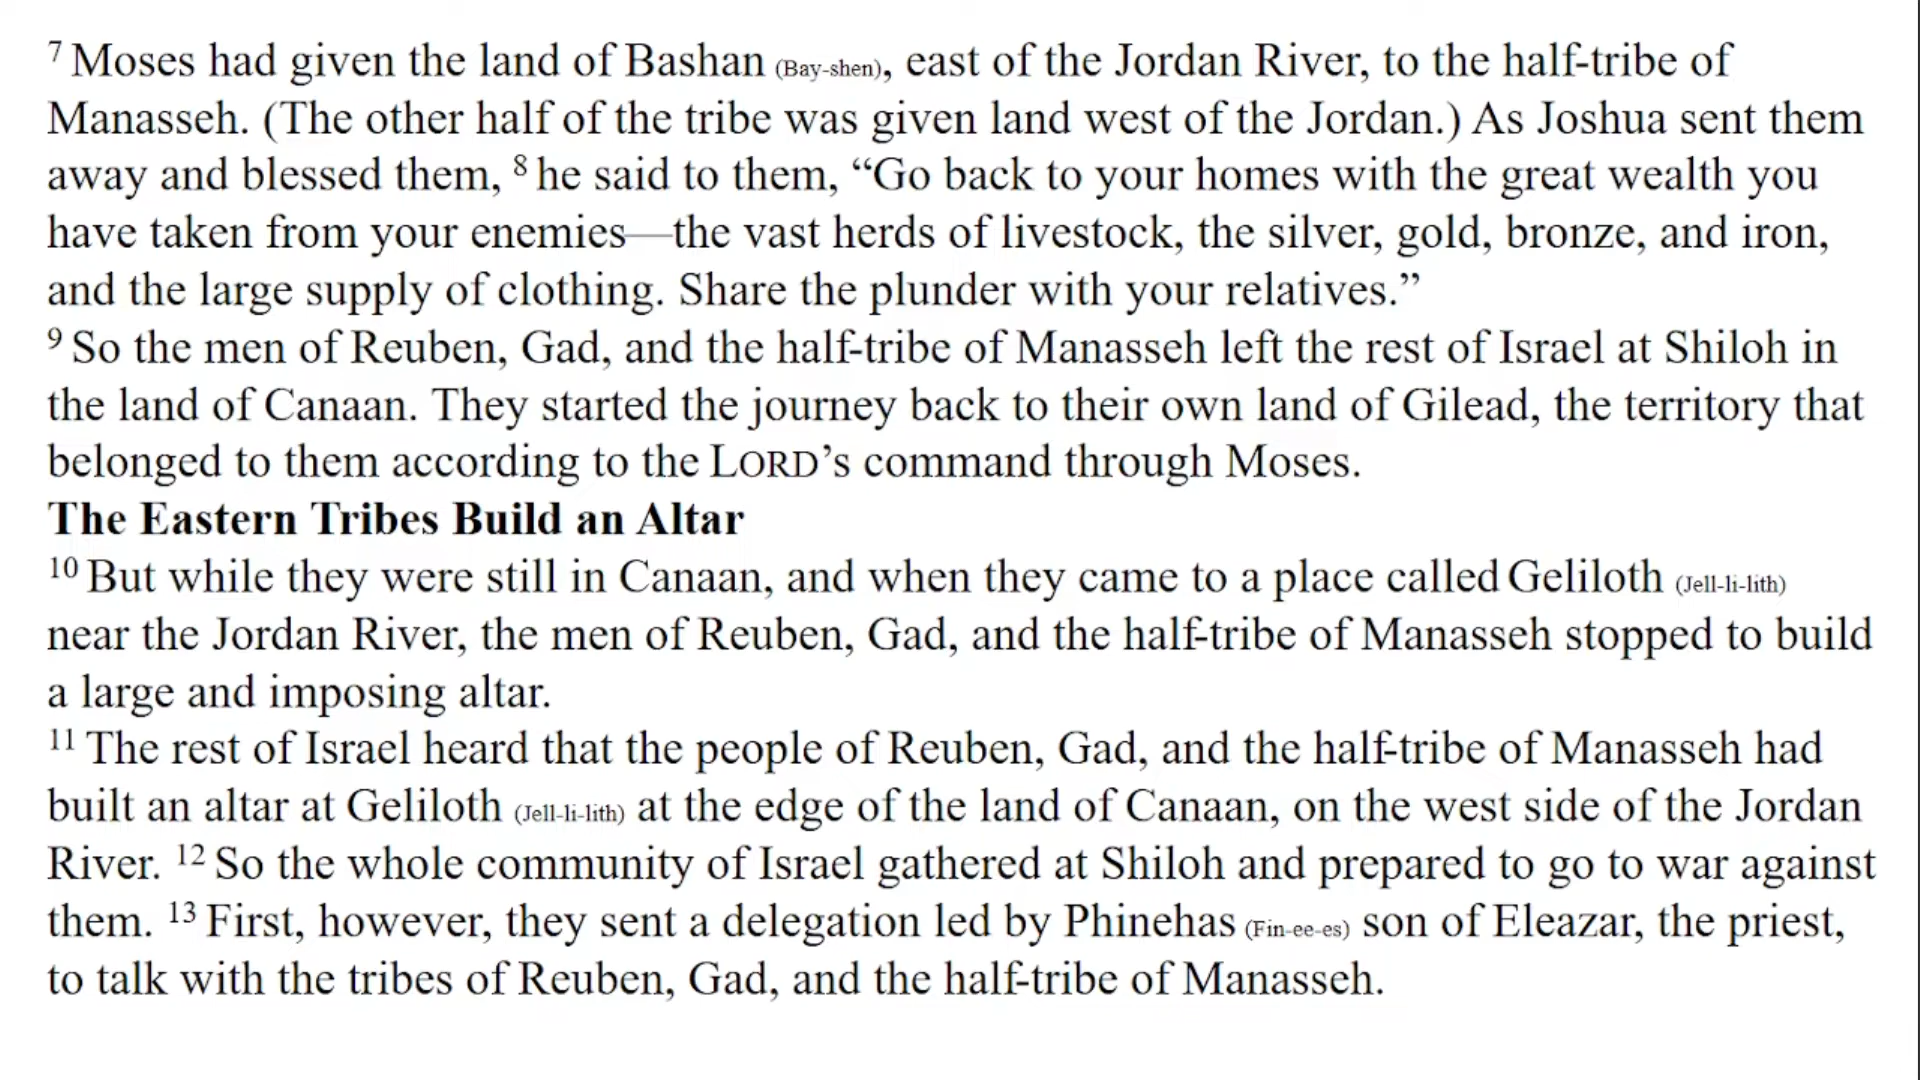 7 Moses had given the land of Bashan (Bay-shen), east of the Jordan River, to the half-tribe of
Manasseh. (The other half of the tribe was given land west of the Jordan.) As Joshua sent them
away and blessed them, 8 he said to them, “Go back to your homes with the great wealth you
have taken from your enemies—the vast herds of livestock, the silver, gold, bronze, and iron,
and the large supply of clothing. Share the plunder with your relatives.”
9 So the men of Reuben, Gad, and the half-tribe of Manasseh left the rest of Israel at Shiloh in
the land of Canaan. They started the journey back to their own land of Gilead, the territory that
belonged to them according to the LORD’s command through Moses.
The Eastern Tribes Build an Altar
10 But while they were still in Canaan, and when they came to a place called Geliloth (Jell-li-lith)
near the Jordan River, the men of Reuben, Gad, and the half-tribe of Manasseh stopped to build
a large and imposing altar.
11 The rest of Israel heard that the people of Reuben, Gad, and the half-tribe of Manasseh had
built an altar at Geliloth (Jell-li-lith) at the edge of the land of Canaan, on the west side of the Jordan
River. 12 So the whole community of Israel gathered at Shiloh and prepared to go to war against
them. 13 First, however, they sent a delegation led by Phinehas (Fin-ee-es) son of Eleazar, the priest,
to talk with the tribes of Reuben, Gad, and the half-tribe of Manasseh.